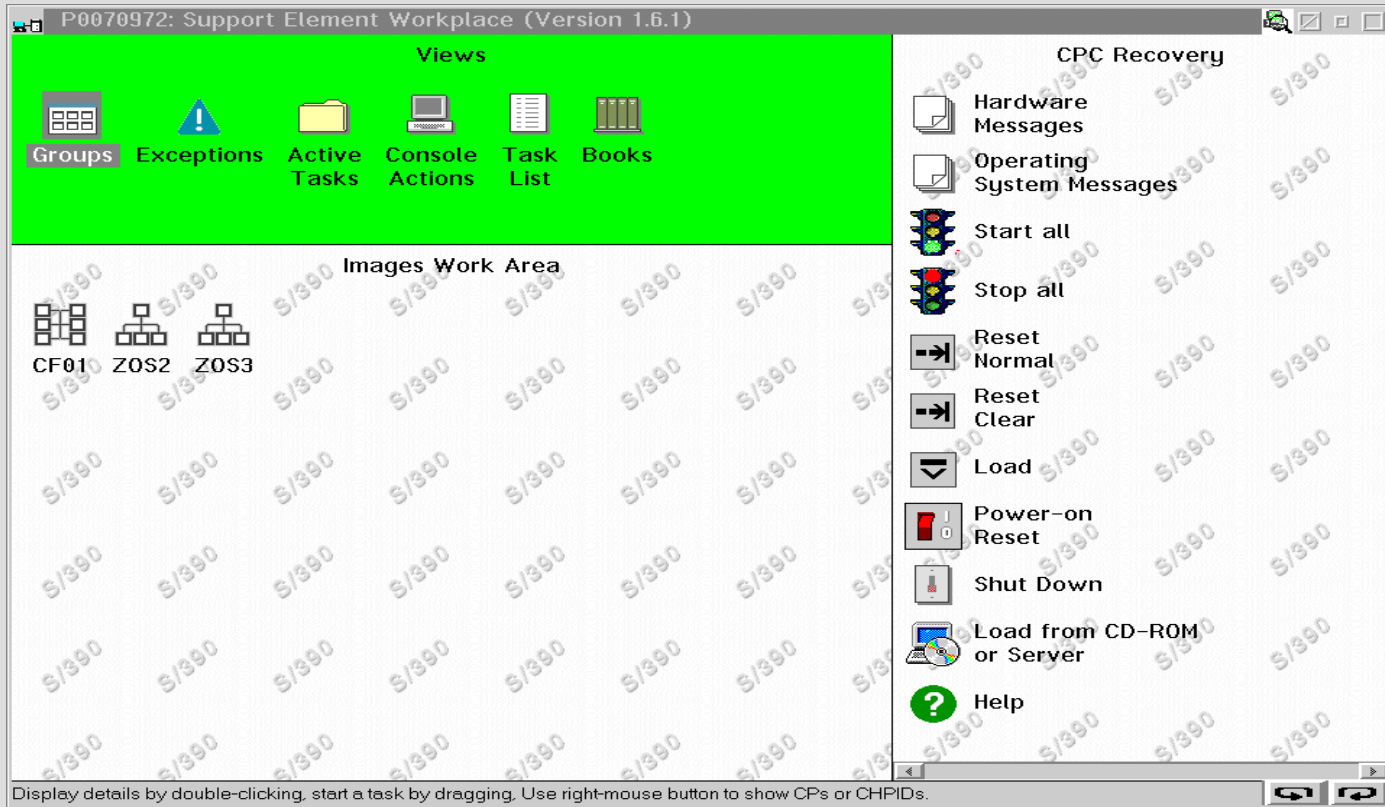 P0070972: Support Element Workplace (Version 1.6.1)
Views
Groups
Exceptions
Active
Tasks
Console
Actions
Task
List
Books
Images Work Area
CF01
ZOS2
ZOS3
S/390
CPC Recovery
Hardware
Messages
Operating
System Messages
Start all
Stop all
Reset
Normal
Reset
Clear
Load
Power-on
Reset
Shut Down
Load from CD-ROM
or Server
Help
Display details by double-clicking, start a task by dragging, Use right-mouse button to show CPs or CHPIDs.